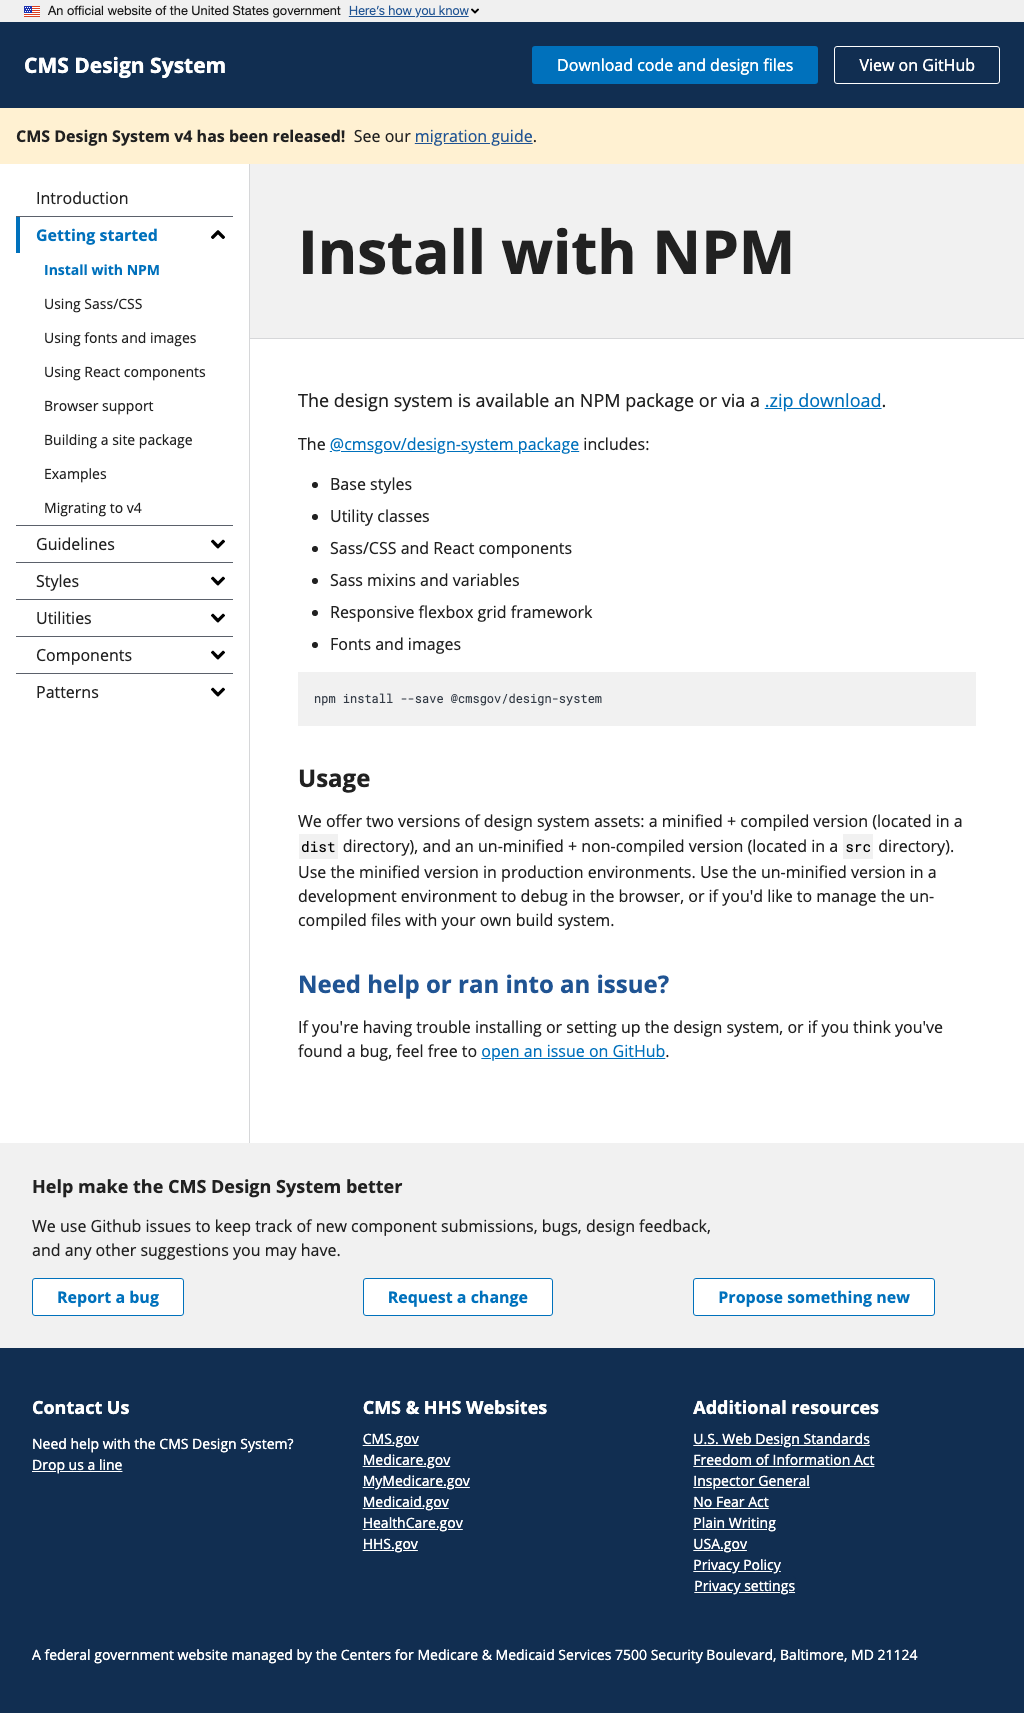 An official website of the United States government Here's how you know
CMS Design System
Download code and design files
View on GitHub
CMS Design System v4 has been released! See our migration guide.
Introduction
Getting started
Install with NPM
Using Sass/CSS
Using fonts and images
Using React components
Browser support
Building a site package
Examples
Migrating to v4
Guidelines
Styles
Utilities
Components
Patterns
Install with NPM
The design system is available an NPM package or via a .zip download.
The @cmsgov/design-system package includes:
Base styles
Utility classes
Sass/CSS and React components
Sass mixins and variables
Responsive flexbox grid framework
Fonts and images
npm install --save @cmsgov/design-system
Usage
We offer two versions of design system assets: a minified + compiled version (located in a
dist directory), and an un-minified + non-compiled version (located in a src directory).
Use the minified version in production environments. Use the un-minified version in a
development environment to debug in the browser, or if you'd like to manage the un-
compiled files with your own build system.
Need help or ran into an issue?
If you're having trouble installing or setting up the design system, or if you think you've
found a bug, feel free to open an issue on GitHub.
Help make the CMS Design System better
We use Github issues to keep track of new component submissions, bugs, design feedback,
and any other suggestions you may have.
Report a bug
Request a change
Propose something new
Contact Us
Need help with the CMS Design System?
Drop us a line
CMS & HHS Websites
CMS.gov
Medicare.gov
MyMedicare.gov
Medicaid.gov
HealthCare.gov
HHS.gov
Additional resources
U.S. Web Design Standards
Freedom of Information Act
Inspector General
No Fear Act
Plain Writing
USA.gov
Privacy Policy
Privacy settings
A federal government website managed by the Centers for Medicare & Medicaid Services 7500 Security Boulevard, Baltimore, MD 21124